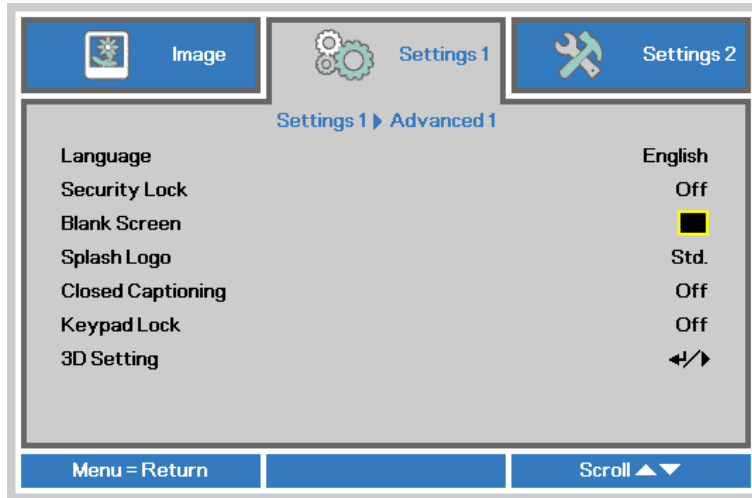 Image
Settings 1
Settings 2
Settings 1 ▶ Advanced 1
Language English
Security Lock Off
Blank Screen
Splash Logo Std.
Closed Captioning Off
Keypad Lock Off
3D Setting ↵/▶
Menu = Return
Scroll ▲▼